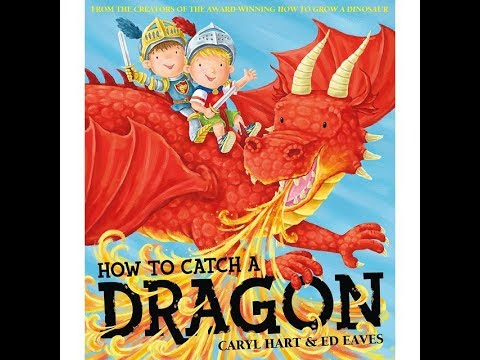 FROM THE CREATORS OF THE AWARD-WINNING HOW TO GROW A DINOSAUR
HOW TO CATCH A
DRAGON
CARYL HART & ED EAVES